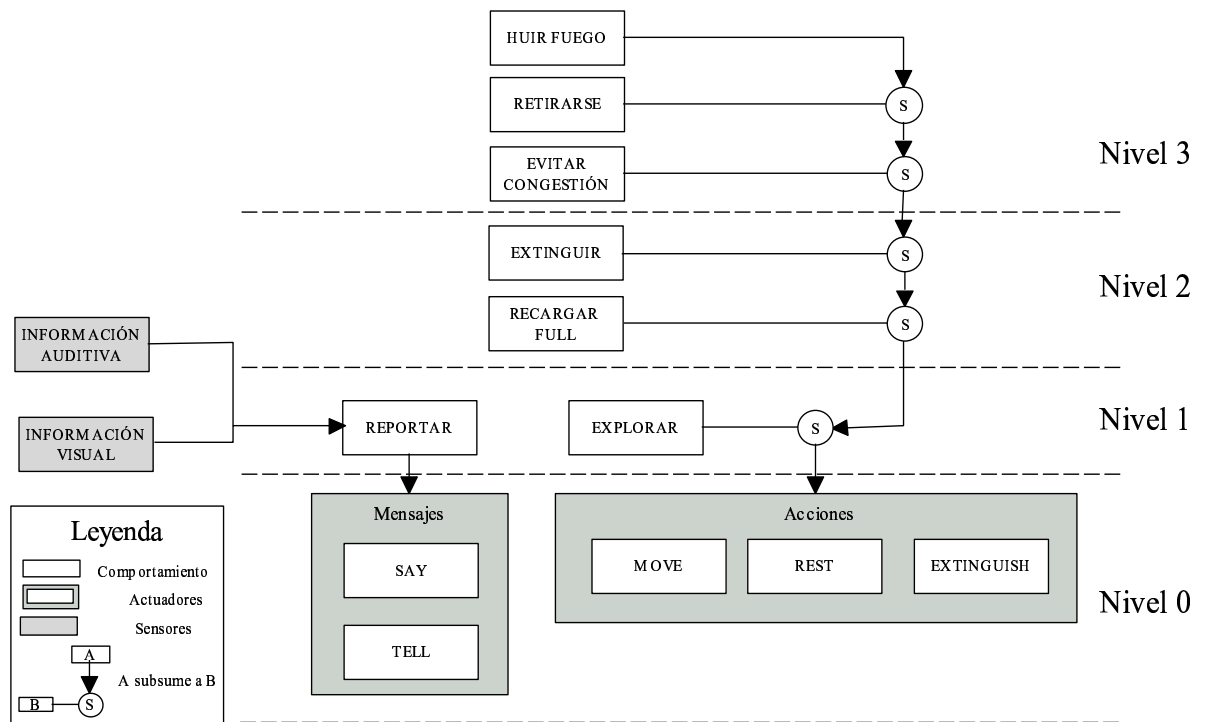 HUIR FUEGO
RETIRARSE
S
EVITAR
CONGESTIÓN
S
Nivel 3
EXTINGUIR
S
RECARGAR
FULL
S
Nivel 2
INFORMACIÓN
AUDITIVA
INFORMACIÓN
VISUAL
REPORTAR
EXPLORAR
S
Nivel 1
Mensajes
SAY
TELL
Acciones
MOVE
REST
EXTINGUISH
Nivel 0
Leyenda
Comportamiento
Actuadores
Sensores
A
A subsume a B
B
S